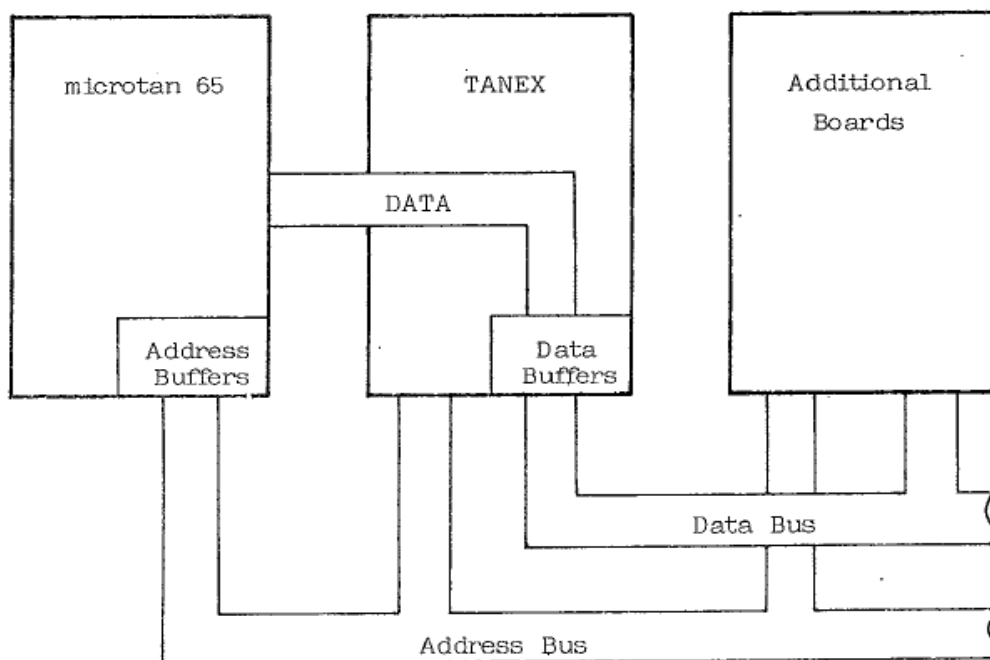 microtan 65
TANEX
Additional
Boards
DATA
Address
Buffers
Data
Buffers
Data Bus
Address Bus